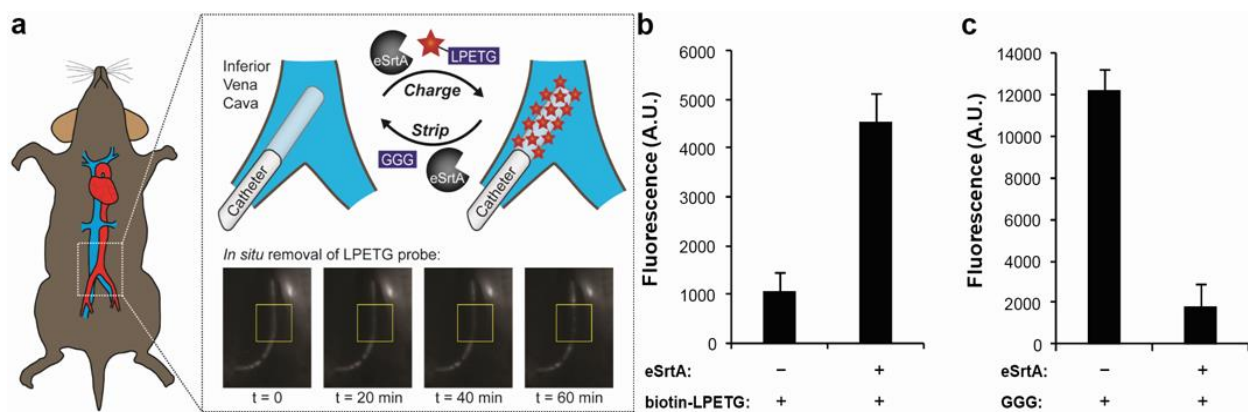 a
Inferior
Vena
Cava
eSrtA
LPETG
Charge
Strip
GGG
eSrtA
Catheter
Catheter
In situ removal of LPETG probe:
t = 0
t = 20 min
t = 40 min
t = 60 min
b
Fluorescence (A.U.)
6000
5000
4000
3000
2000
1000
0
eSrtA: − +
biotin-LPETG: + +
c
Fluorescence (A.U.)
14000
12000
10000
8000
6000
4000
2000
0
eSrtA: − +
GGG: + +